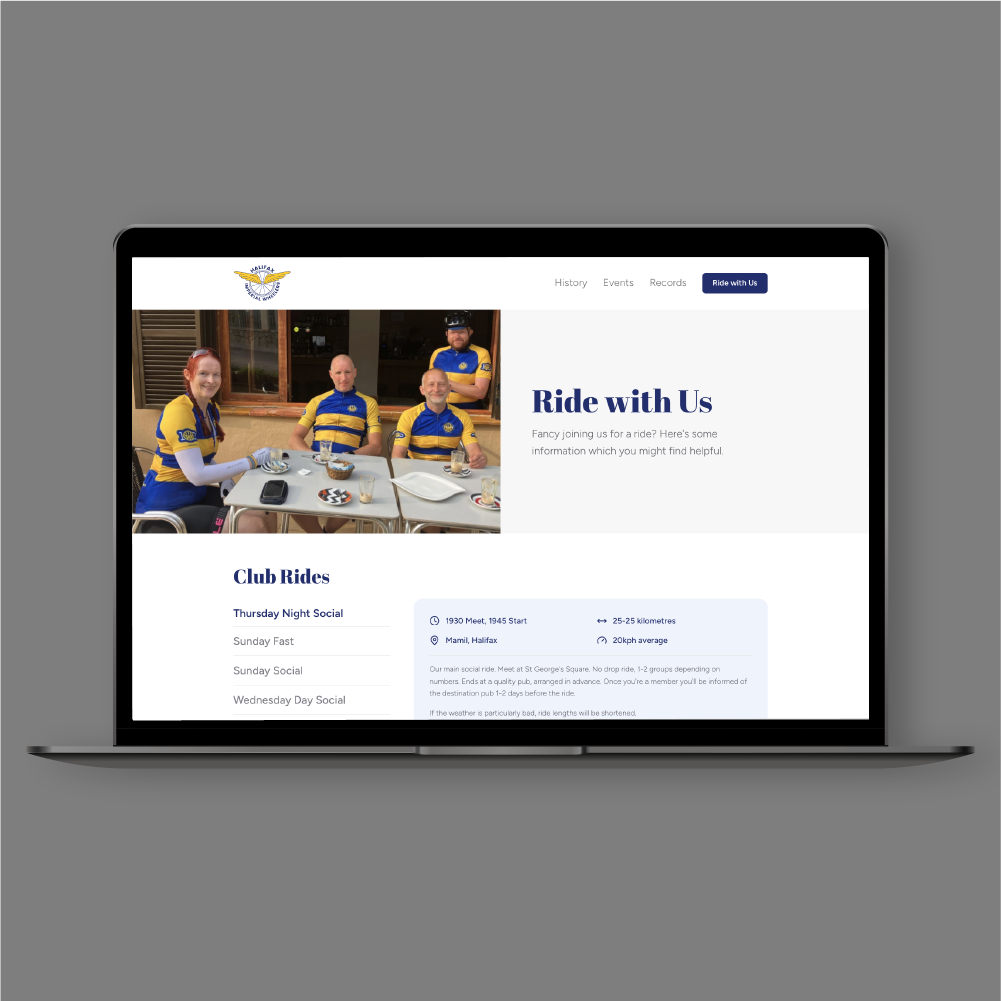 HALIFAX
IMPERIAL WHEELERS
History
Events
Records
Ride with Us
Ride with Us
Fancy joining us for a ride? Here's some
information which you might find helpful.
Club Rides
Thursday Night Social
Sunday Fast
Sunday Social
Wednesday Day Social
1930 Meet, 1945 Start
25-25 kilometres
Mamil, Halifax
20kph average
Our main social ride. Meet at St George's Square. No drop ride, 1-2 groups depending on
numbers. Ends at a quality pub, arranged in advance. Once you're a member you'll be informed of
the destination pub 1-2 days before the ride.
If the weather is particularly bad, ride lengths will be shortened.